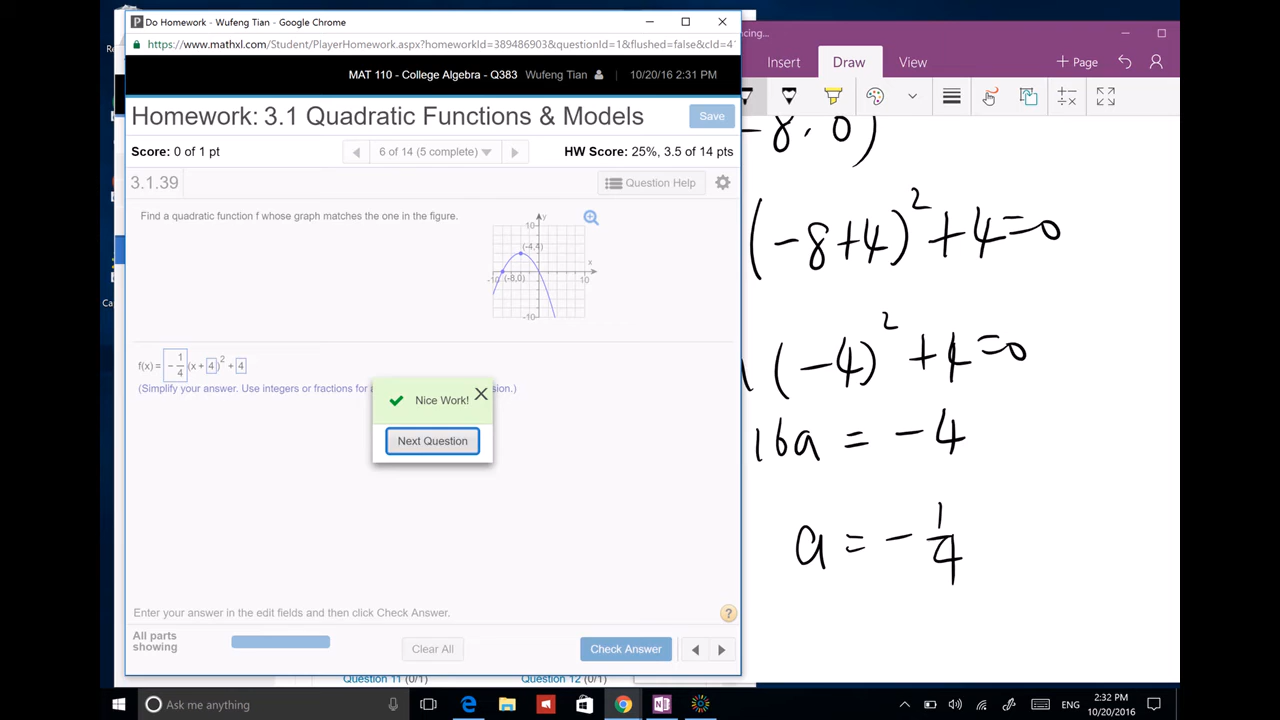 Do Homework - Wufeng Tian - Google Chrome
https://www.mathxl.com/Student/PlayerHomework.aspx?homeworkId=389486903&questionId=1&flushed=false&cId=4
MAT 110 - College Algebra - Q383 Wufeng Tian 10/20/16 2:31 PM
Homework: 3.1 Quadratic Functions & Models
Save
Score: 0 of 1 pt
6 of 14 (5 complete)
HW Score: 25%, 3.5 of 14 pts
3.1.39
Question Help
Find a quadratic function f whose graph matches the one in the figure.
10
y
(-4,4)
x
-10
(-8,0)
10
-10
f(x) = -1/4 (x + 4)² + 4
(Simplify your answer. Use integers or fractions for a
sion.)
Nice Work!
Next Question
Enter your answer in the edit fields and then click Check Answer.
?
All parts
showing
Clear All
Check Answer
Question 11 (0/1)
Question 12 (0/1)
ncing...
Insert
Draw
View
+ Page
-8, 0)
(-8+4)²+4=0
(-4)²+4=0
16a = -4
a = -1/4
Ask me anything
ENG
2:32 PM
10/20/2016